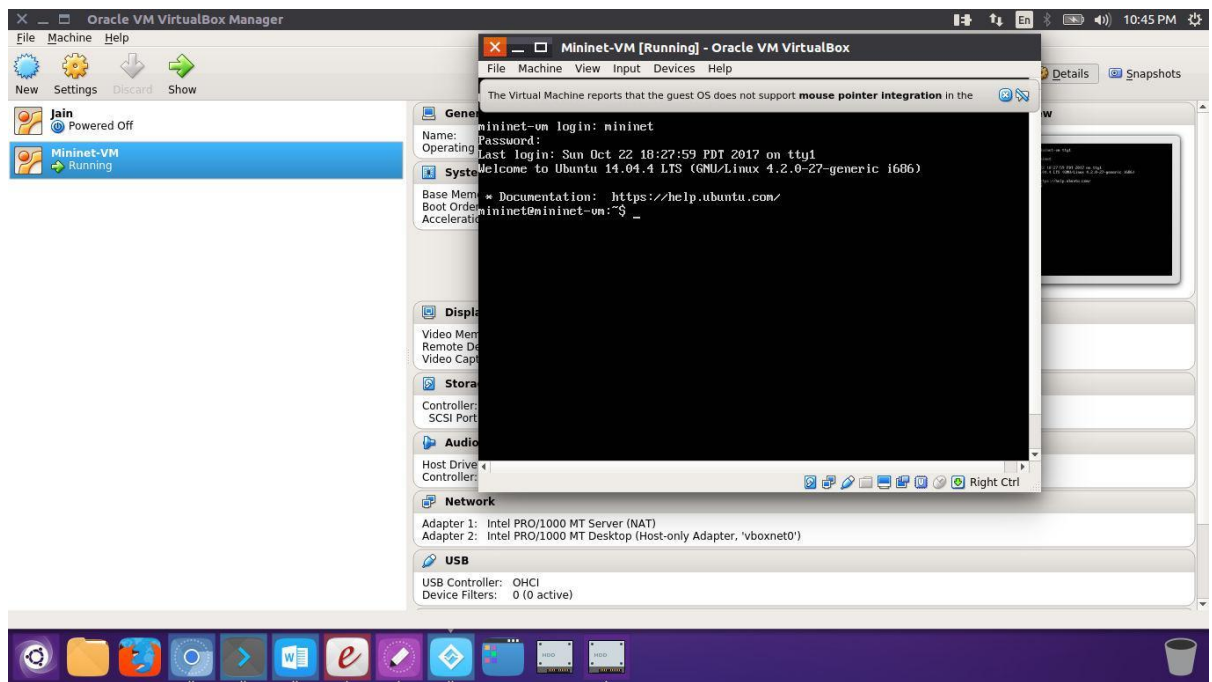 Oracle VM VirtualBox Manager
En
10:45 PM
File Machine Help
New Settings Discard Show
Details Snapshots
Jain
Powered Off
Mininet-VM
Running
Mininet-VM [Running] - Oracle VM VirtualBox
File Machine View Input Devices Help
The Virtual Machine reports that the guest OS does not support mouse pointer integration in the
mininet-vm login: mininet
Password:
Last login: Sun Oct 22 18:27:59 PDT 2017 on tty1
Welcome to Ubuntu 14.04.4 LTS (GNU/Linux 4.2.0-27-generic i686)
* Documentation: https://help.ubuntu.com/
mininet@mininet-vm:~$ _
Right Ctrl
Gene
Name:
Operating
Syste
Base Mem
Boot Orde
Acceleratio
Displa
Video Mem
Remote De
Video Capt
Stora
Controller:
SCSI Port
Audio
Host Drive
Controller:
Network
Adapter 1: Intel PRO/1000 MT Server (NAT)
Adapter 2: Intel PRO/1000 MT Desktop (Host-only Adapter, 'vboxnet0')
USB
USB Controller: OHCI
Device Filters: 0 (0 active)
W
HDD
HDD